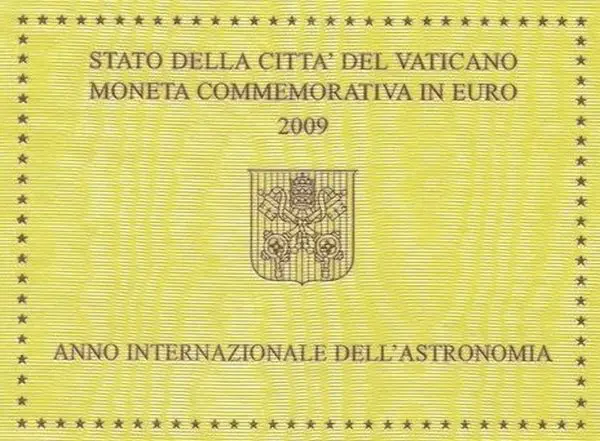 STATO DELLA CITTA' DEL VATICANO
MONETA COMMEMORATIVA IN EURO
2009
ANNO INTERNAZIONALE DELL'ASTRONOMIA